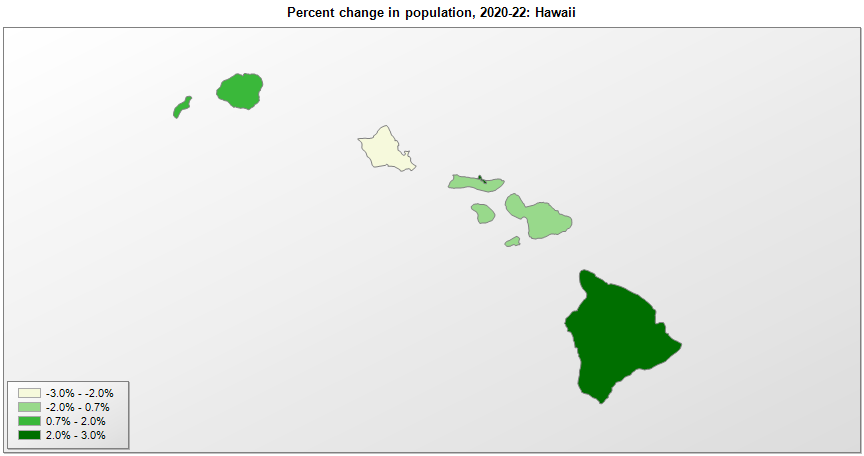 Percent change in population, 2020-22: Hawaii
-3.0% - -2.0%
-2.0% - 0.7%
0.7% - 2.0%
2.0% - 3.0%